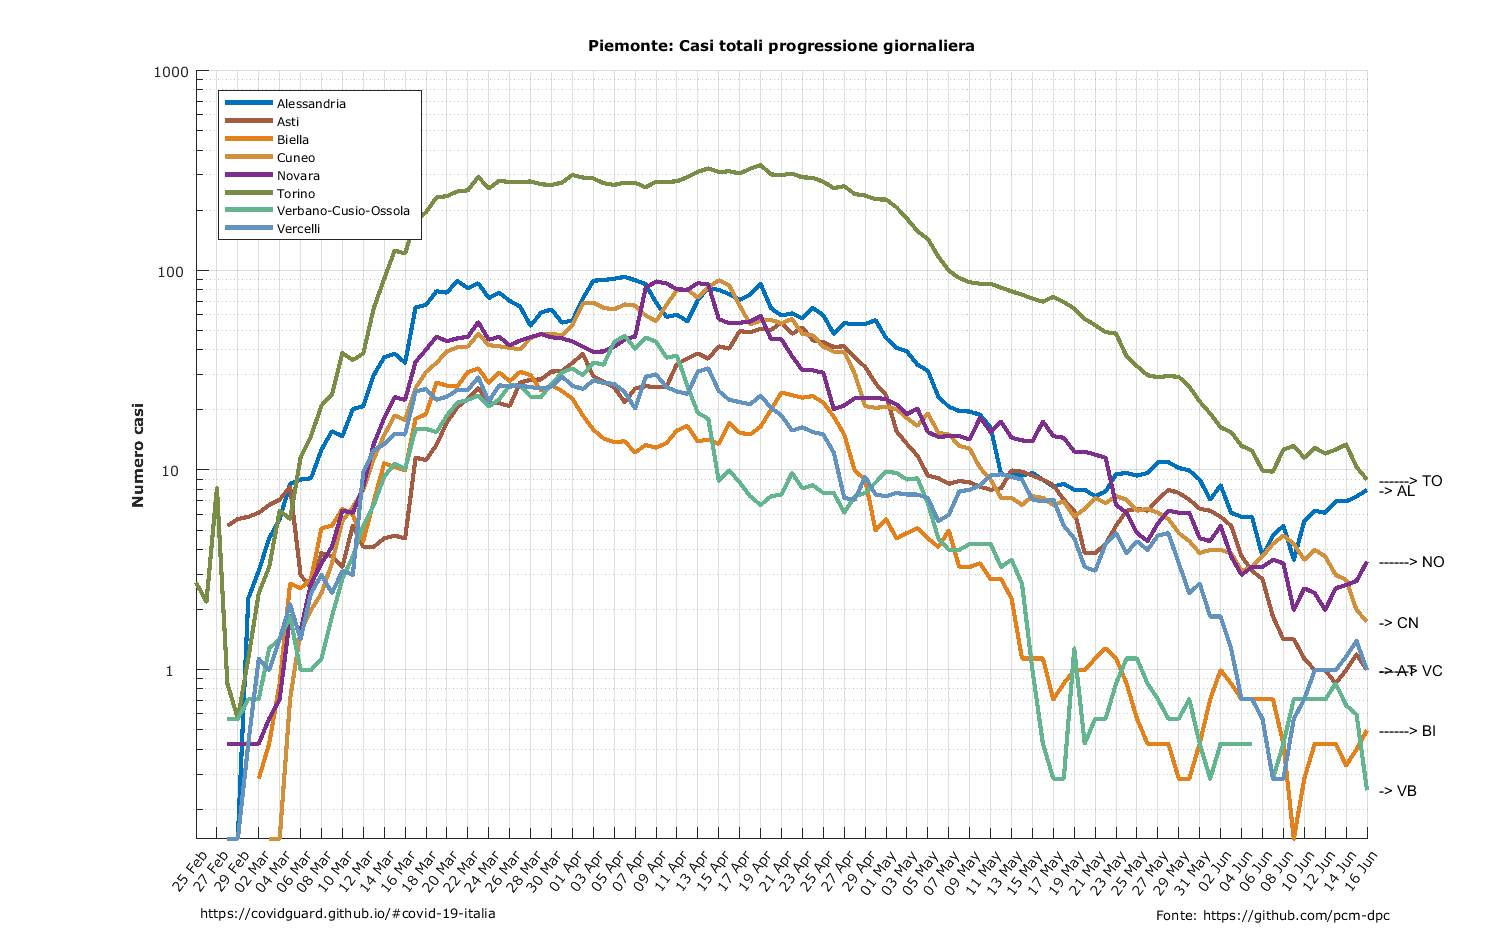 Piemonte: Casi totali progressione giornaliera
1000
100
10
1
Numero casi
Alessandria
Asti
Biella
Cuneo
Novara
Torino
Verbano-Cusio-Ossola
Vercelli
------> TO
-> AL
------> NO
-> CN
-> AT
------> VC
------> BI
-> VB
25 Feb
27 Feb
29 Feb
02 Mar
04 Mar
06 Mar
08 Mar
10 Mar
12 Mar
14 Mar
16 Mar
18 Mar
20 Mar
22 Mar
24 Mar
26 Mar
28 Mar
30 Mar
01 Apr
03 Apr
05 Apr
07 Apr
09 Apr
11 Apr
13 Apr
15 Apr
17 Apr
19 Apr
21 Apr
23 Apr
25 Apr
27 Apr
29 Apr
01 May
03 May
05 May
07 May
09 May
11 May
13 May
15 May
17 May
19 May
21 May
23 May
25 May
27 May
29 May
31 May
02 Jun
04 Jun
06 Jun
08 Jun
10 Jun
12 Jun
14 Jun
16 Jun
https://covidguard.github.io/#covid-19-italia
Fonte: https://github.com/pcm-dpc